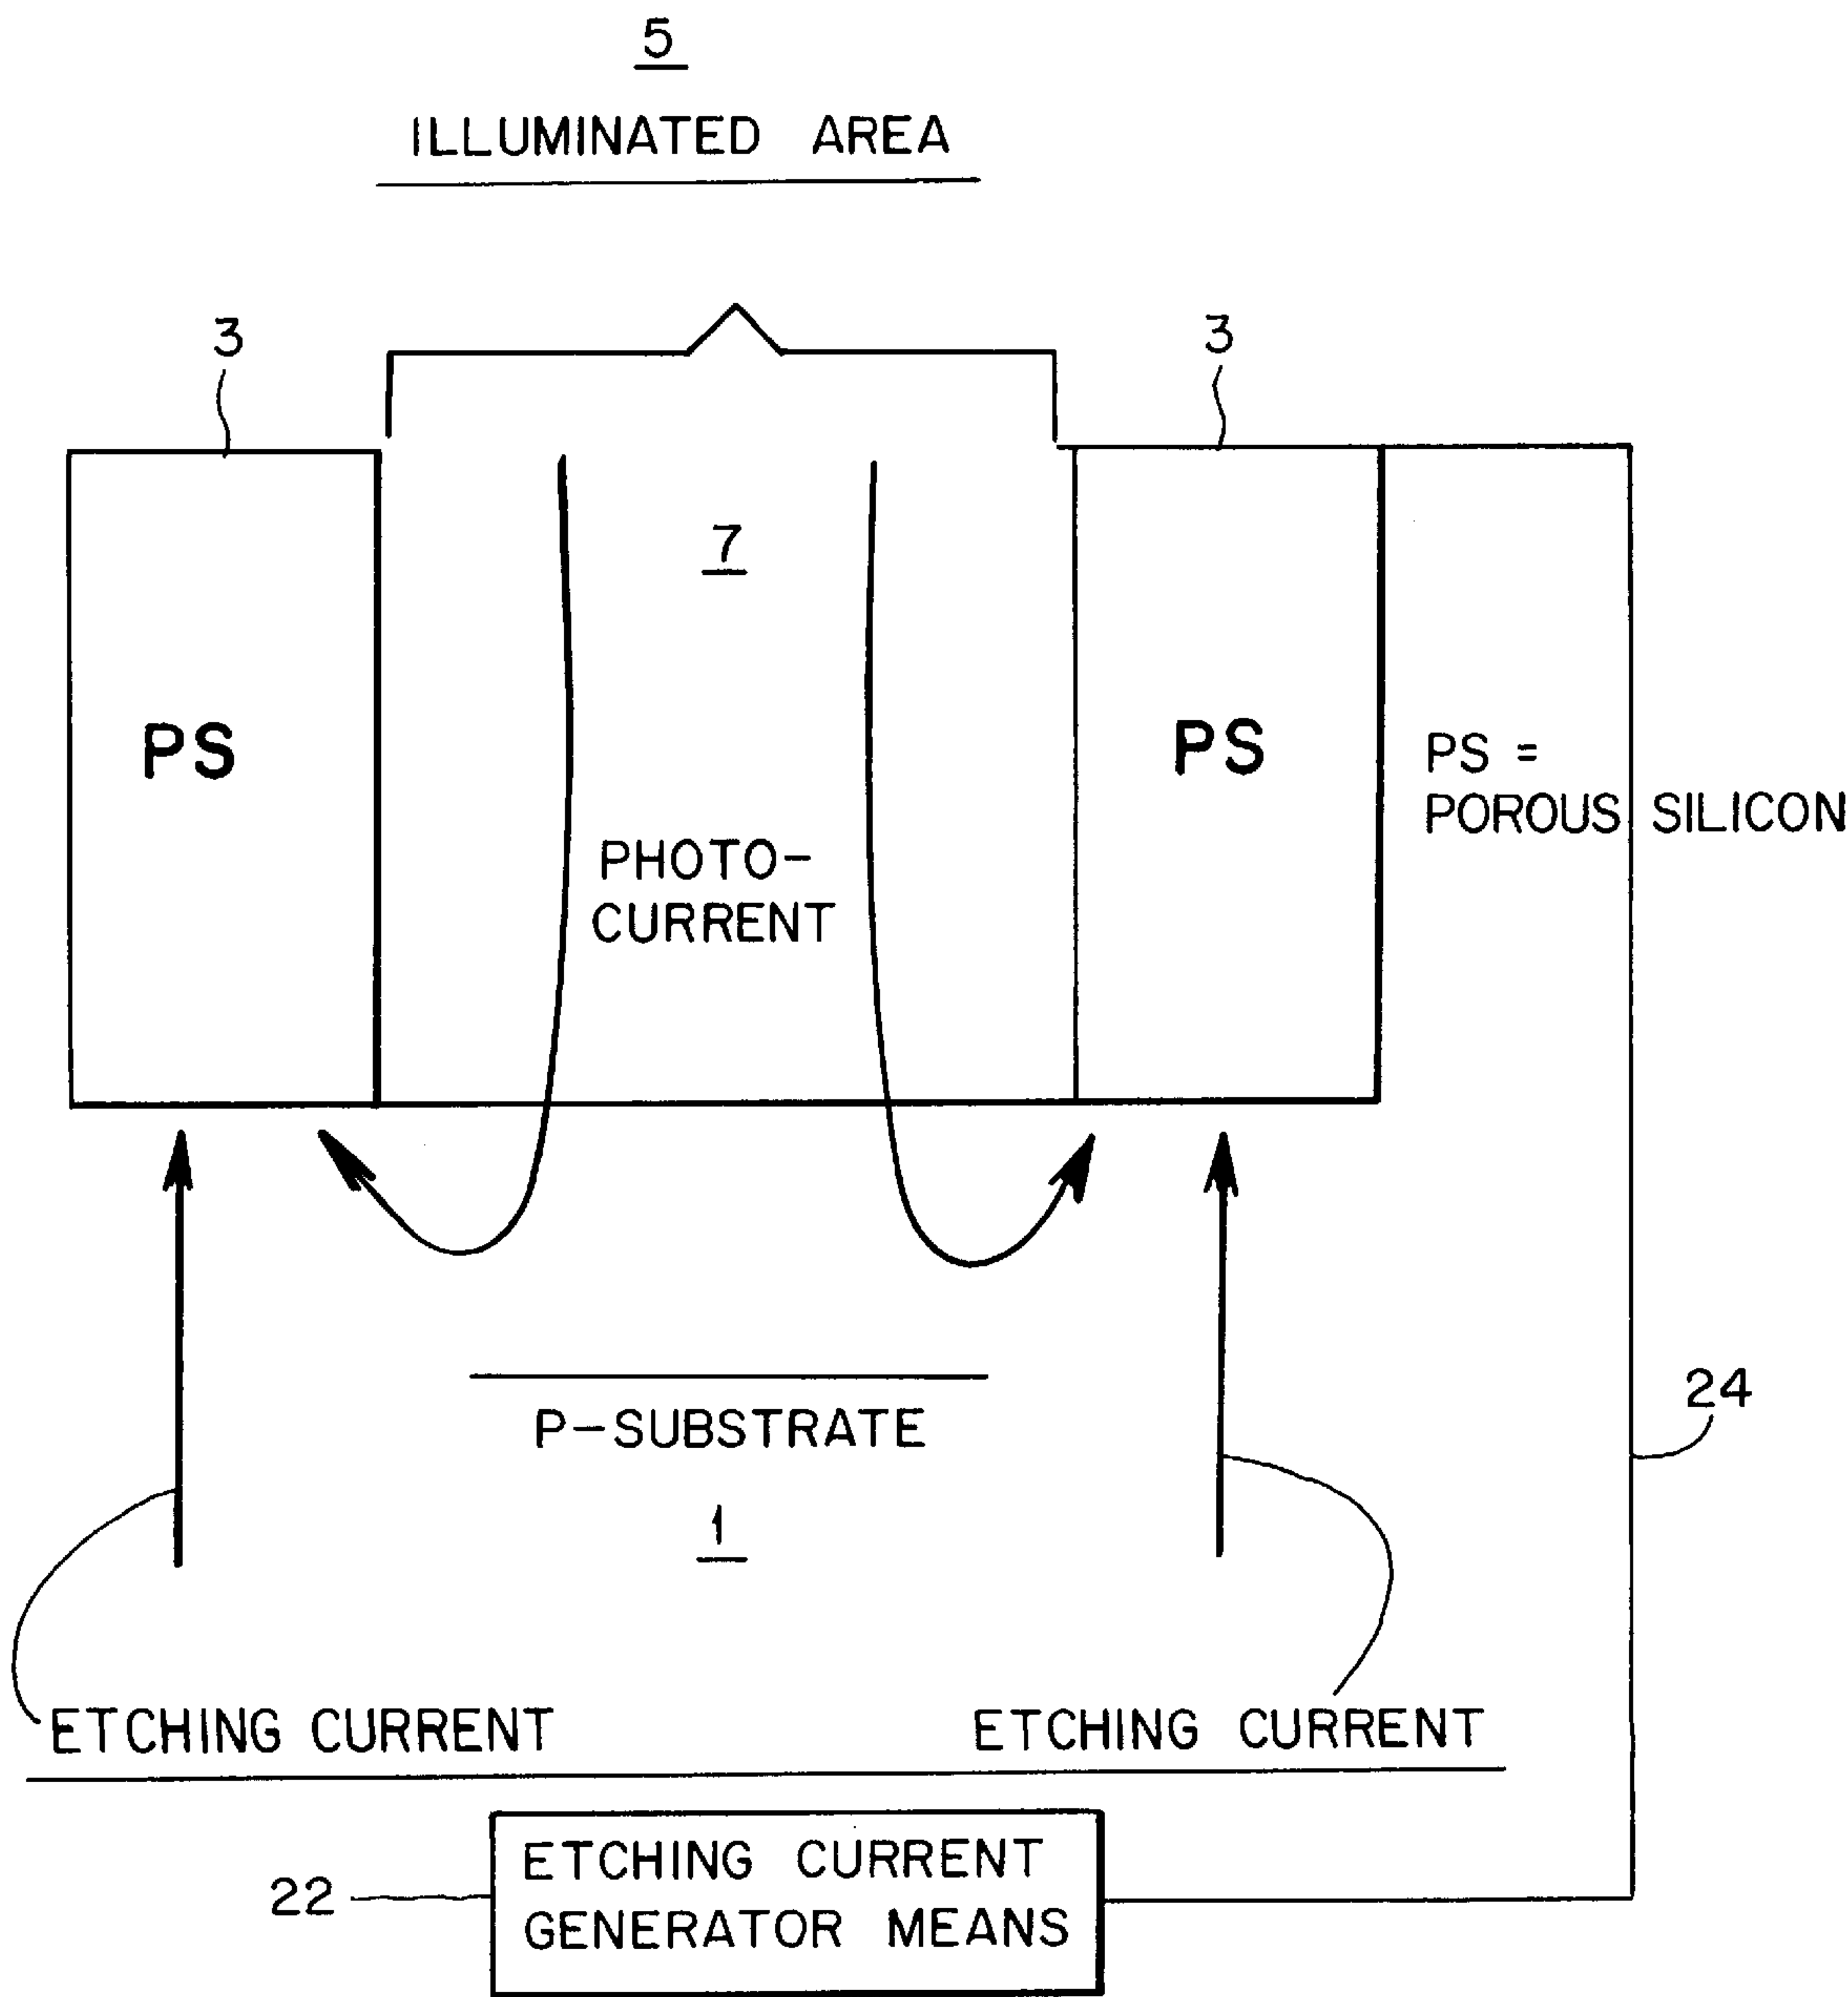 5
ILLUMINATED AREA
3
3
7
PS
PS
PS =
POROUS SILICON
PHOTO-
CURRENT
24
P-SUBSTRATE
1
ETCHING CURRENT
ETCHING CURRENT
22
ETCHING CURRENT
GENERATOR MEANS